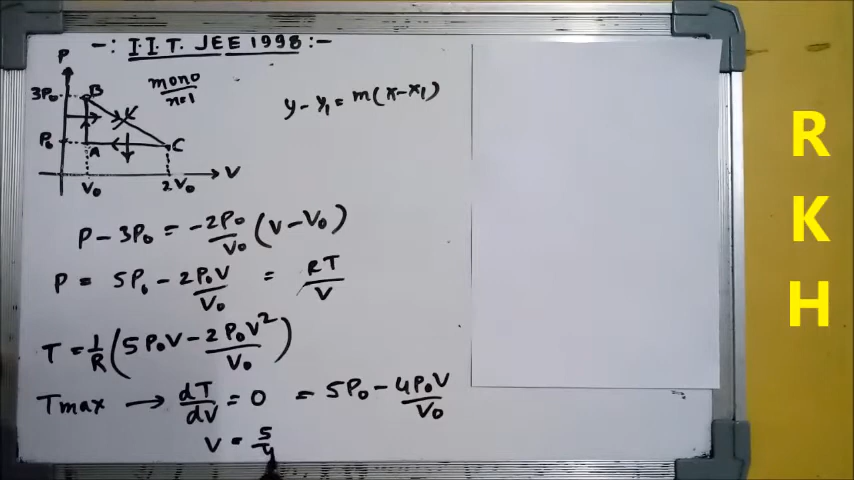 -: I.I.T. JEE 1998:-
P
3P₀
B
mono
n=1
K
P₀
A
C
V₀
2V₀
V
y-y₁ = m(x-x₁)
P-3P₀ = -2P₀/V₀ (V-V₀)
P = 5P₀ - 2P₀V/V₀ = RT/V
T = 1/R (5P₀V - 2P₀V²/V₀)
Tmax → dT/dV = 0 = 5P₀ - 4P₀V/V₀
V = 5/4
R
K
H